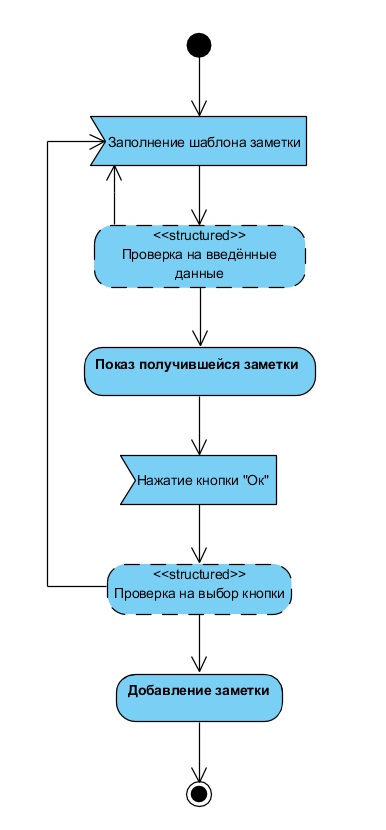 Заполнение шаблона заметки
<<structured>>
Проверка на введённые
данные
Показ получившейся заметки
Нажатие кнопки "Ок"
<<structured>>
Проверка на выбор кнопки
Добавление заметки